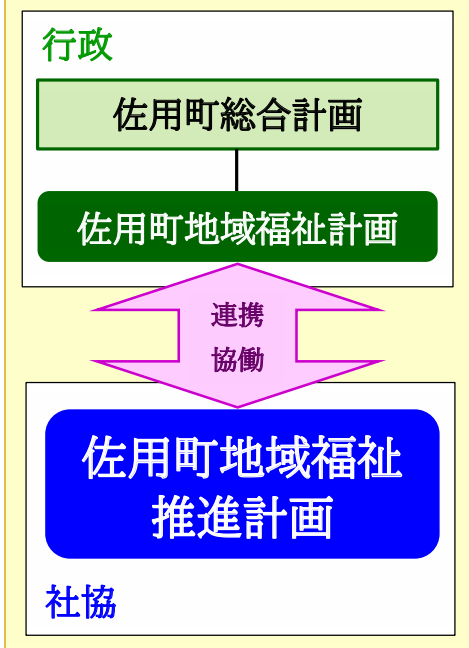 行政
佐用町総合計画
佐用町地域福祉計画
連携
協働
佐用町地域福祉
推進計画
社協